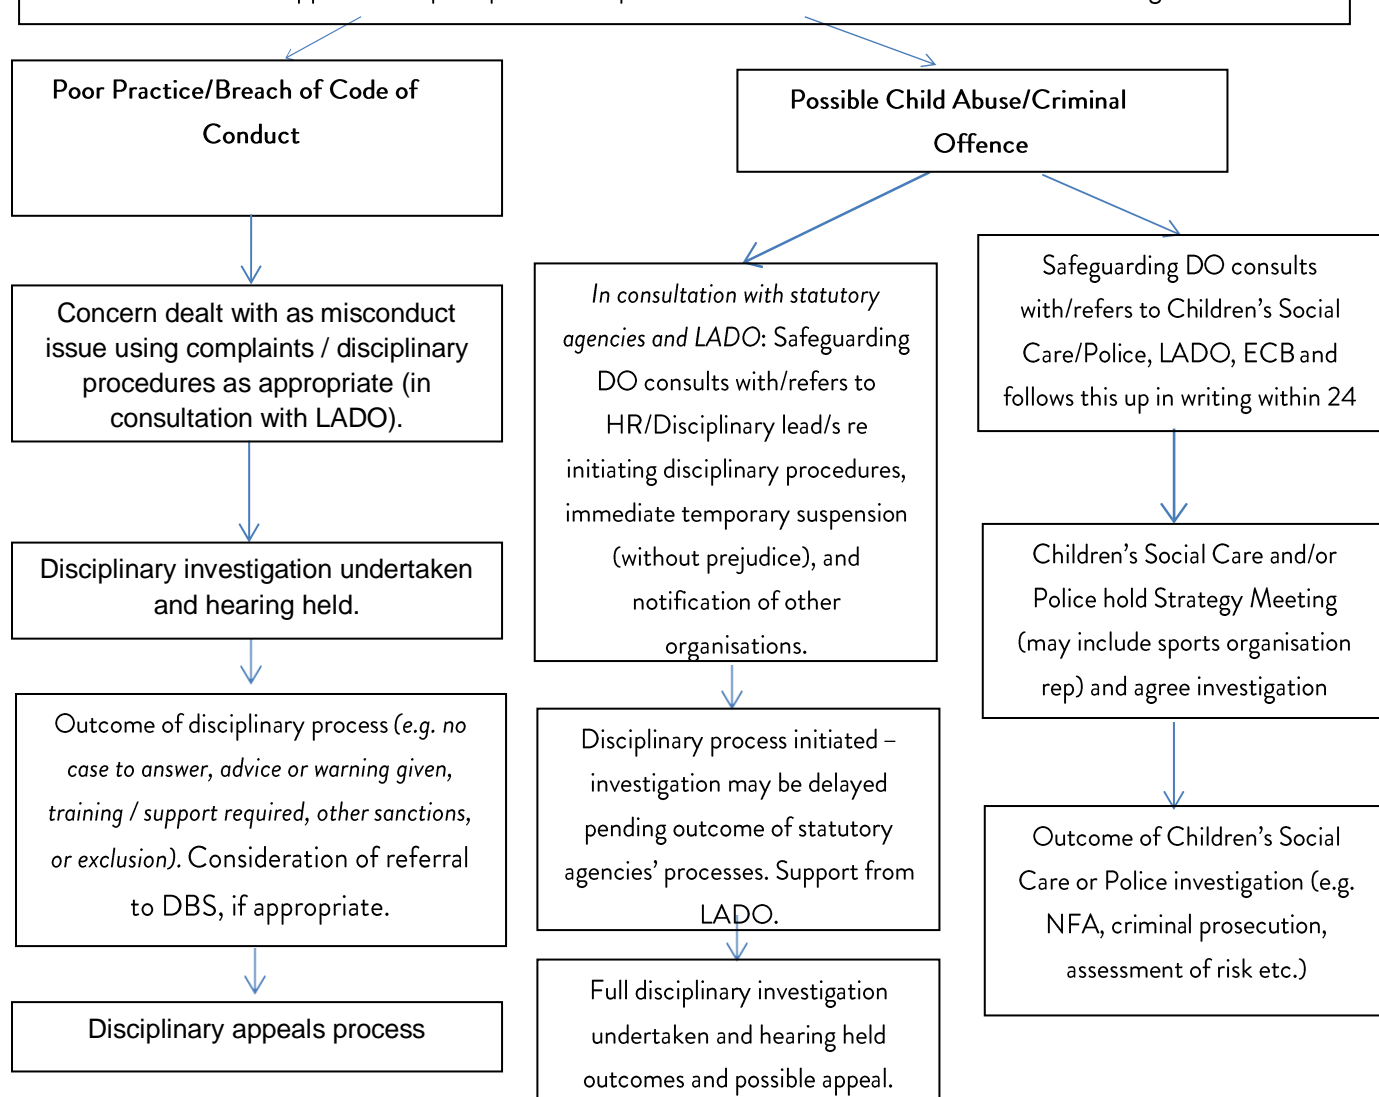 Poor Practice/Breach of Code of
Conduct
Possible Child Abuse/Criminal
Offence
Concern dealt with as misconduct
issue using complaints / disciplinary
procedures as appropriate (in
consultation with LADO).
Disciplinary investigation undertaken
and hearing held.
Outcome of disciplinary process (e.g. no
case to answer, advice or warning given,
training / support required, other sanctions,
or exclusion). Consideration of referral
to DBS, if appropriate.
Disciplinary appeals process
In consultation with statutory
agencies and LADO: Safeguarding
DO consults with/refers to
HR/Disciplinary lead/s re
initiating disciplinary procedures,
immediate temporary suspension
(without prejudice), and
notification of other
organisations.
Disciplinary process initiated –
investigation may be delayed
pending outcome of statutory
agencies’ processes. Support from
LADO.
Full disciplinary investigation
undertaken and hearing held
outcomes and possible appeal.
Safeguarding DO consults
with/refers to Children’s Social
Care/Police, LADO, ECB and
follows this up in writing within 24
Children’s Social Care and/or
Police hold Strategy Meeting
(may include sports organisation
rep) and agree investigation
Outcome of Children’s Social
Care or Police investigation (e.g.
NFA, criminal prosecution,
assessment of risk etc.)